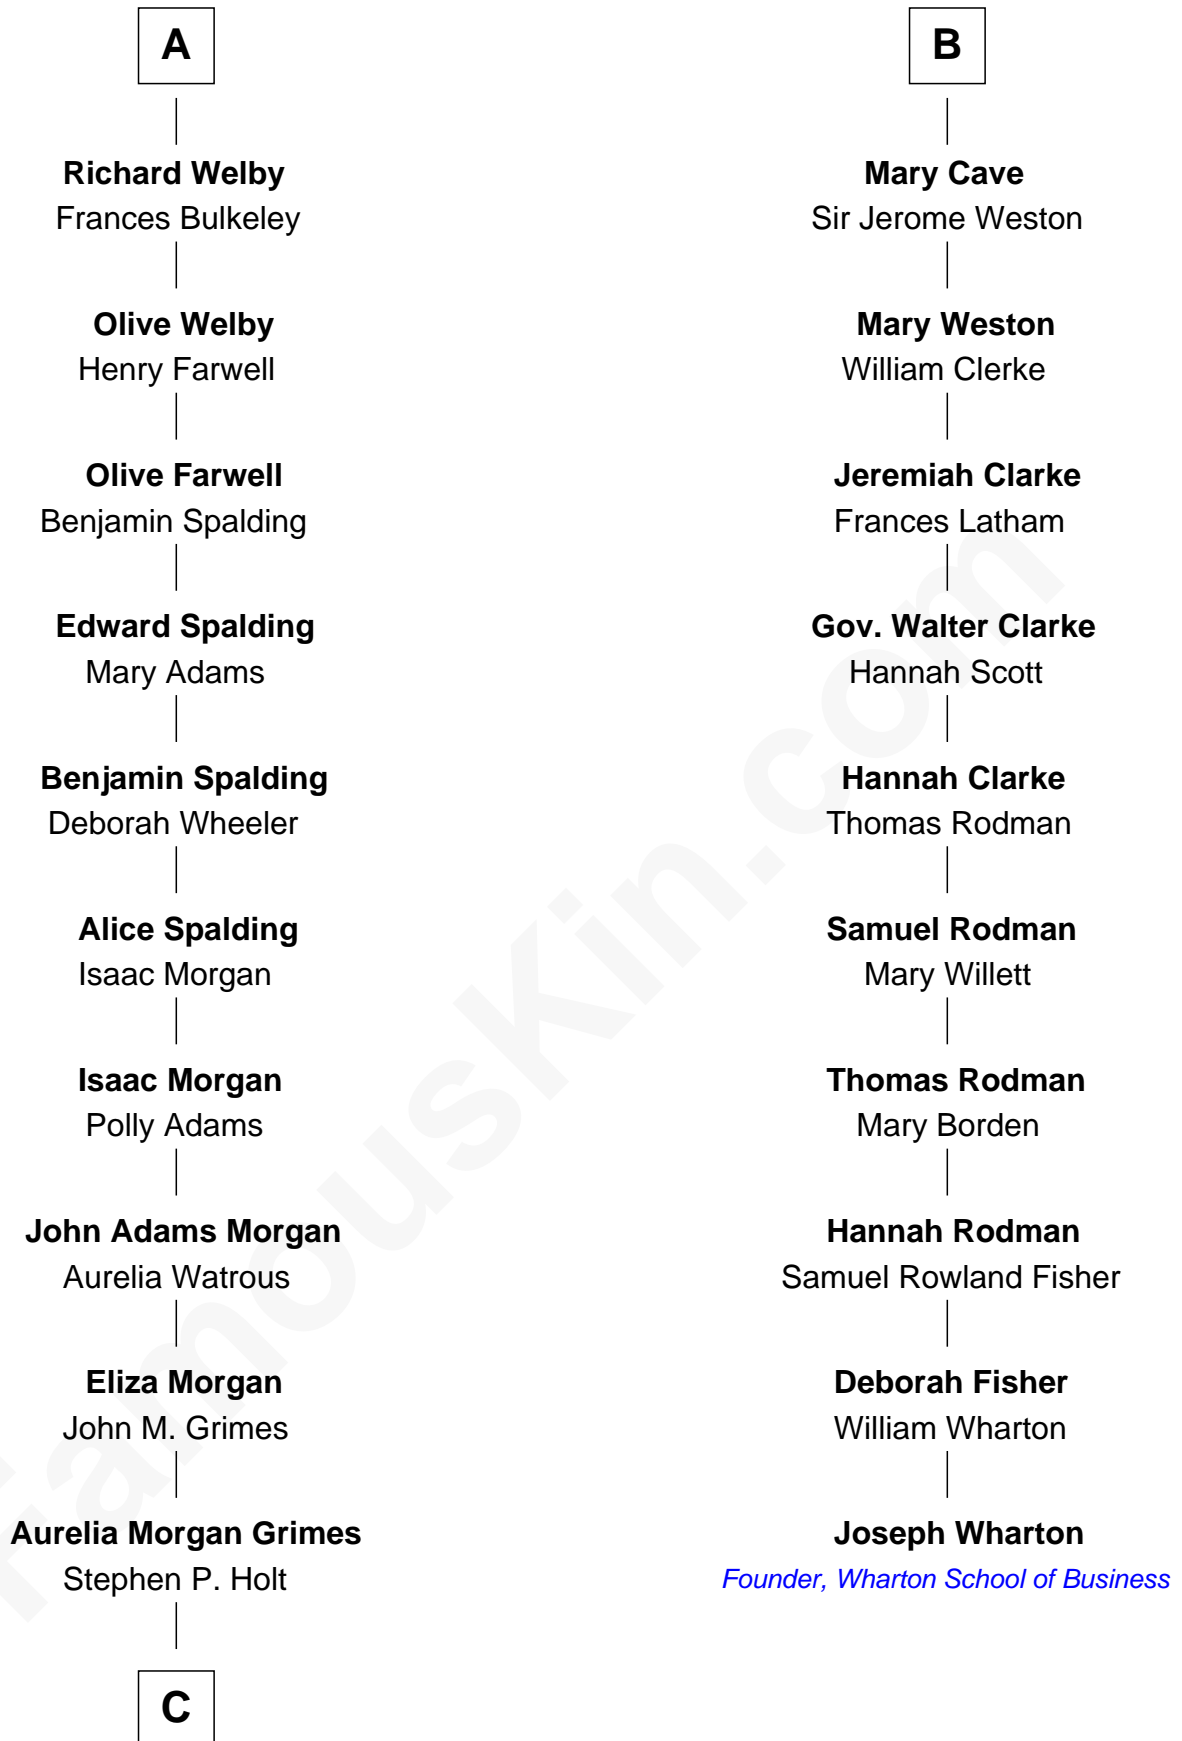 A
Richard Welby
Frances Bulkeley
Olive Welby
Henry Farwell
Olive Farwell
Benjamin Spalding
Edward Spalding
Mary Adams
Benjamin Spalding
Deborah Wheeler
Alice Spalding
Isaac Morgan
Isaac Morgan
Polly Adams
John Adams Morgan
Aurelia Watrous
Eliza Morgan
John M. Grimes
Aurelia Morgan Grimes
Stephen P. Holt
C
B
Mary Cave
Sir Jerome Weston
Mary Weston
William Clerke
Jeremiah Clarke
Frances Latham
Gov. Walter Clarke
Hannah Scott
Hannah Clarke
Thomas Rodman
Samuel Rodman
Mary Willett
Thomas Rodman
Mary Borden
Hannah Rodman
Samuel Rowland Fisher
Deborah Fisher
William Wharton
Joseph Wharton
Founder, Wharton School of Business
FamousKin.com